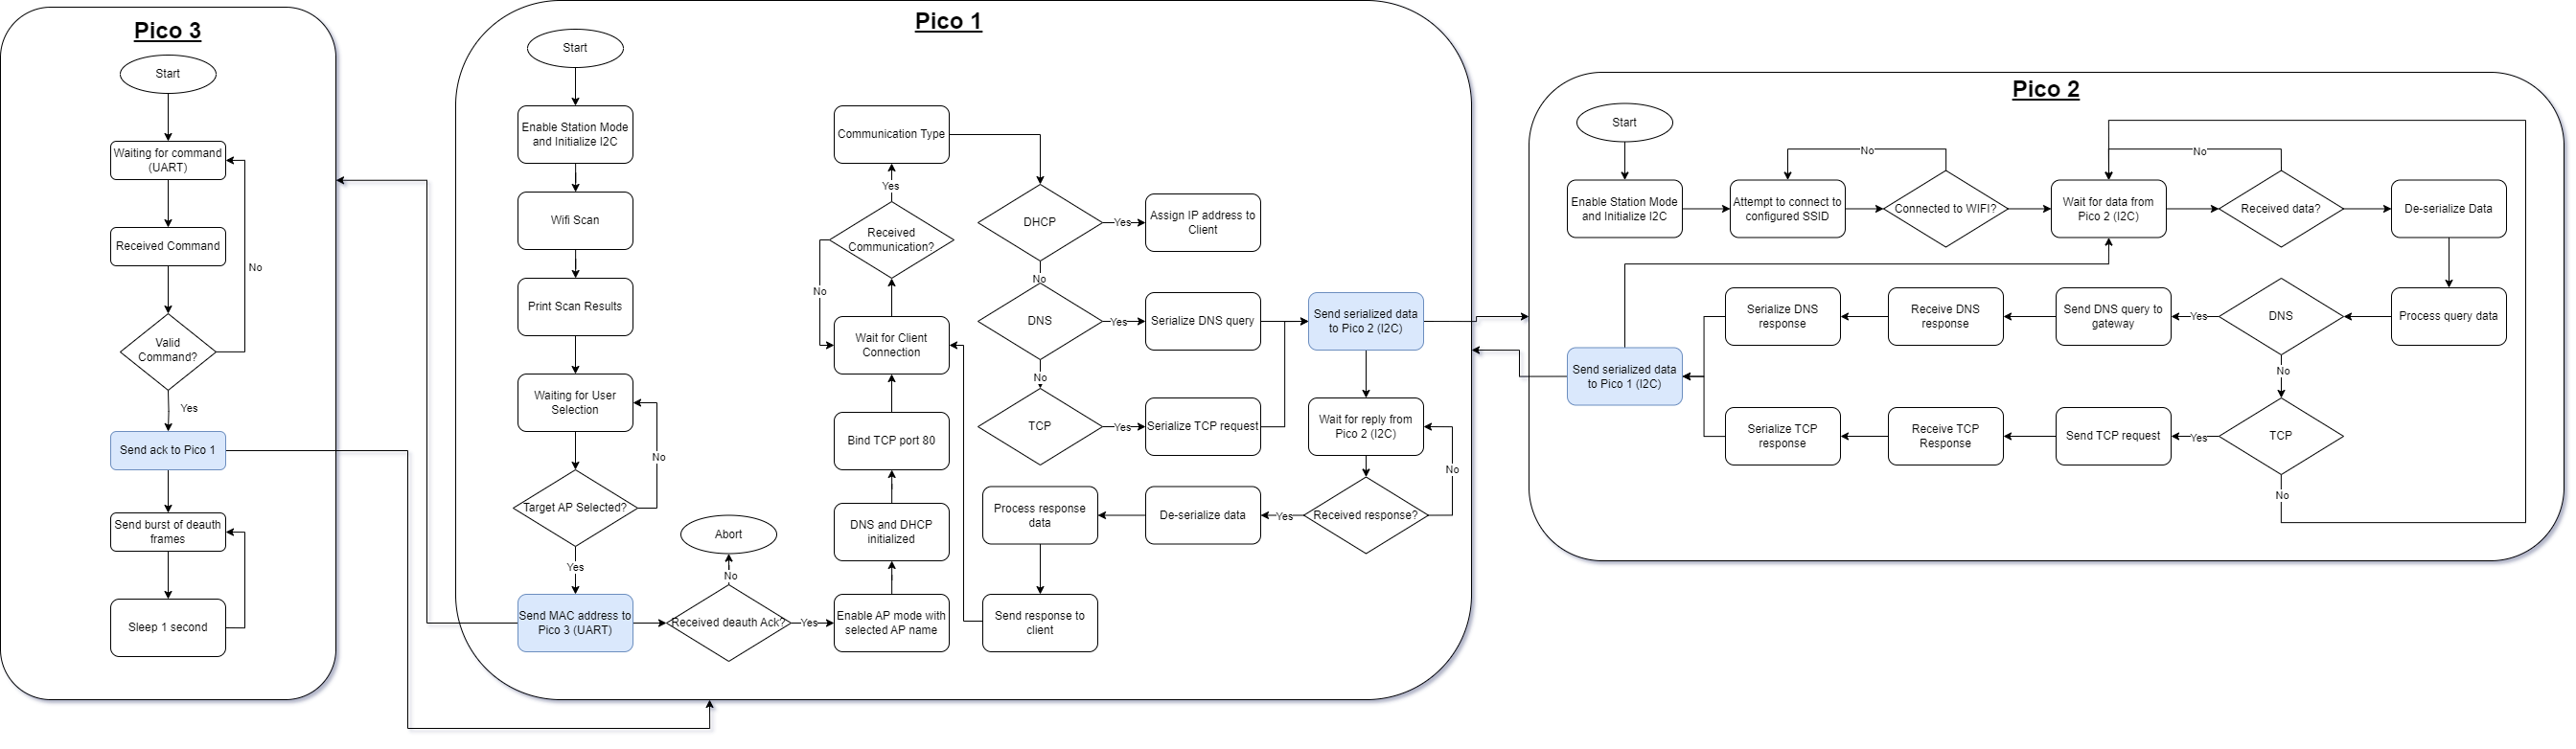 Pico 3
Start
Waiting for command
(UART)
Received Command
No
Valid
Command?
Yes
Send ack to Pico 1
Send burst of deauth
frames
Sleep 1 second
Pico 1
Start
Enable Station Mode
and Initialize I2C
Wifi Scan
Print Scan Results
Waiting for User
Selection
No
Target AP Selected?
Yes
Send MAC address to
Pico 3 (UART)
Received deauth Ack?
No
Abort
Yes
Enable AP mode with
selected AP name
DNS and DHCP
initialized
Bind TCP port 80
Wait for Client
Connection
No
Received
Communication?
Yes
Communication Type
DHCP
Yes
Assign IP address to
Client
No
DNS
Yes
Serialize DNS query
No
TCP
Yes
Serialize TCP request
Send serialized data
to Pico 2 (I2C)
Wait for reply from
Pico 2 (I2C)
No
Received response?
Yes
De-serialize data
Process response
data
Send response to
client
Pico 2
Start
Enable Station Mode
and Initialize I2C
Attempt to connect to
configured SSID
No
Connected to WIFI?
Wait for data from
Pico 2 (I2C)
No
Received data?
De-serialize Data
Process query data
DNS
Yes
Send DNS query to
gateway
Receive DNS
response
Serialize DNS
response
No
TCP
Yes
Send TCP request
Receive TCP
Response
Serialize TCP
response
No
Send serialized data
to Pico 1 (I2C)